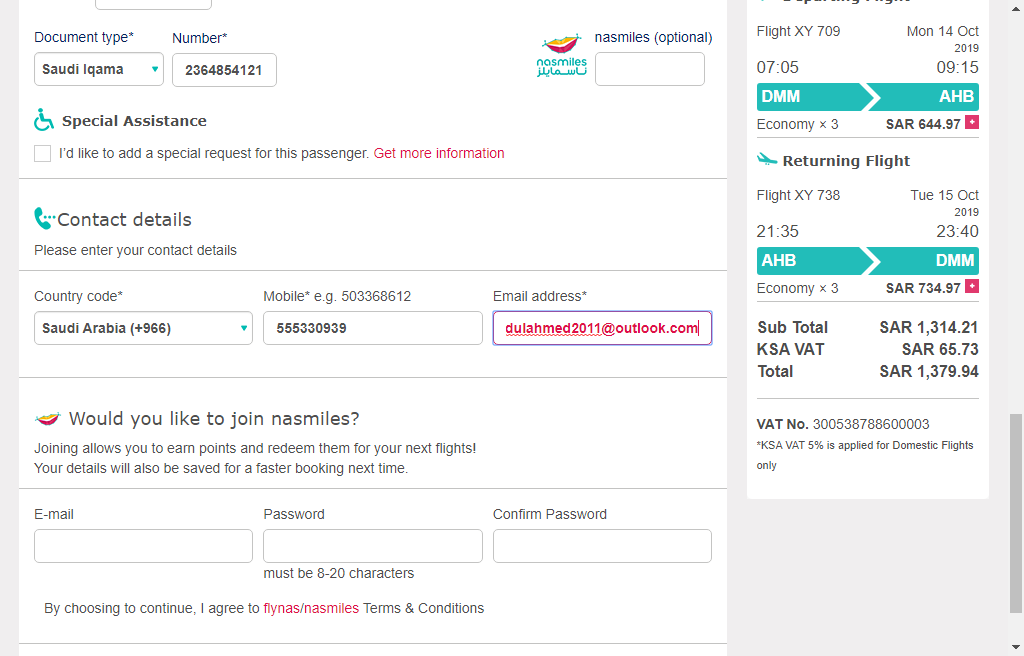 Document type*
Number*
nasmiles (optional)
Saudi Iqama
2364854121
nasmiles
ناسمايلز
Special Assistance
I'd like to add a special request for this passenger. Get more information
Contact details
Please enter your contact details
Country code*
Mobile* e.g. 503368612
Email address*
Saudi Arabia (+966)
555330939
dulahmed2011@outlook.com
Would you like to join nasmiles?
Joining allows you to earn points and redeem them for your next flights!
Your details will also be saved for a faster booking next time.
E-mail
Password
Confirm Password
must be 8-20 characters
By choosing to continue, I agree to flynas/nasmiles Terms & Conditions
Departing Flight
Flight XY 709
Mon 14 Oct
2019
07:05
09:15
DMM
AHB
Economy × 3
SAR 644.97 +
Returning Flight
Flight XY 738
Tue 15 Oct
2019
21:35
23:40
AHB
DMM
Economy × 3
SAR 734.97 +
Sub Total SAR 1,314.21
KSA VAT SAR 65.73
Total SAR 1,379.94
VAT No. 300538788600003
*KSA VAT 5% is applied for Domestic Flights
only